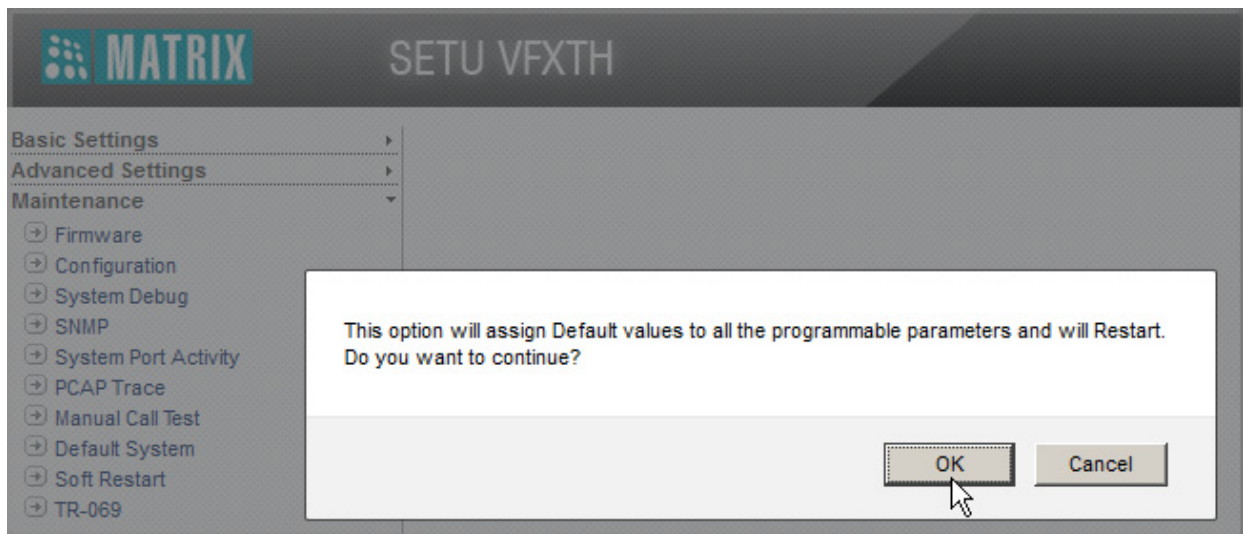 MATRIX SETU VFXTH
Basic Settings
Advanced Settings
Maintenance
Firmware
Configuration
System Debug
SNMP
System Port Activity
PCAP Trace
Manual Call Test
Default System
Soft Restart
TR-069
This option will assign Default values to all the programmable parameters and will Restart.
Do you want to continue?
OK Cancel